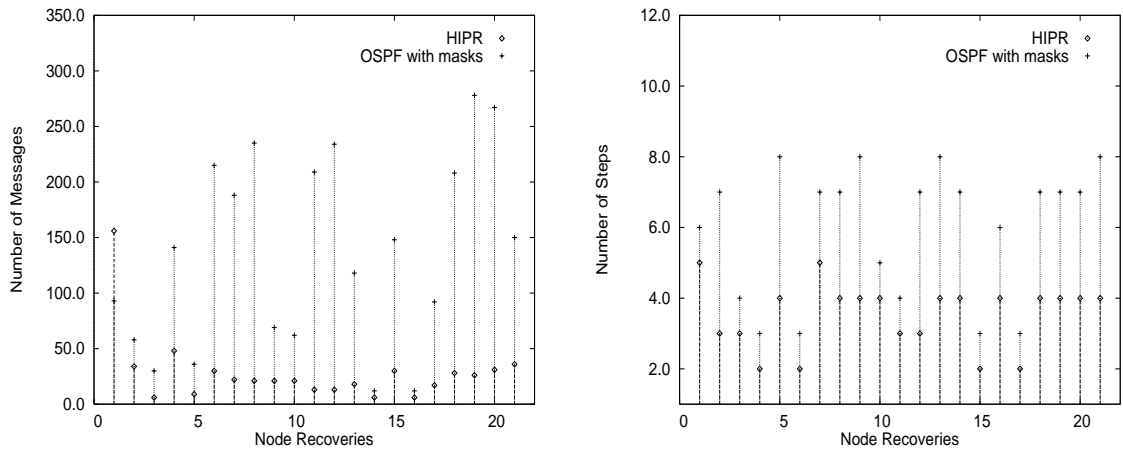 350.0
300.0
250.0
200.0
150.0
100.0
50.0
0.0
Number of Messages
HIPR
OSPF with masks
0 5 10 15 20
Node Recoveries
12.0
10.0
8.0
6.0
4.0
2.0
Number of Steps
HIPR
OSPF with masks
0 5 10 15 20
Node Recoveries